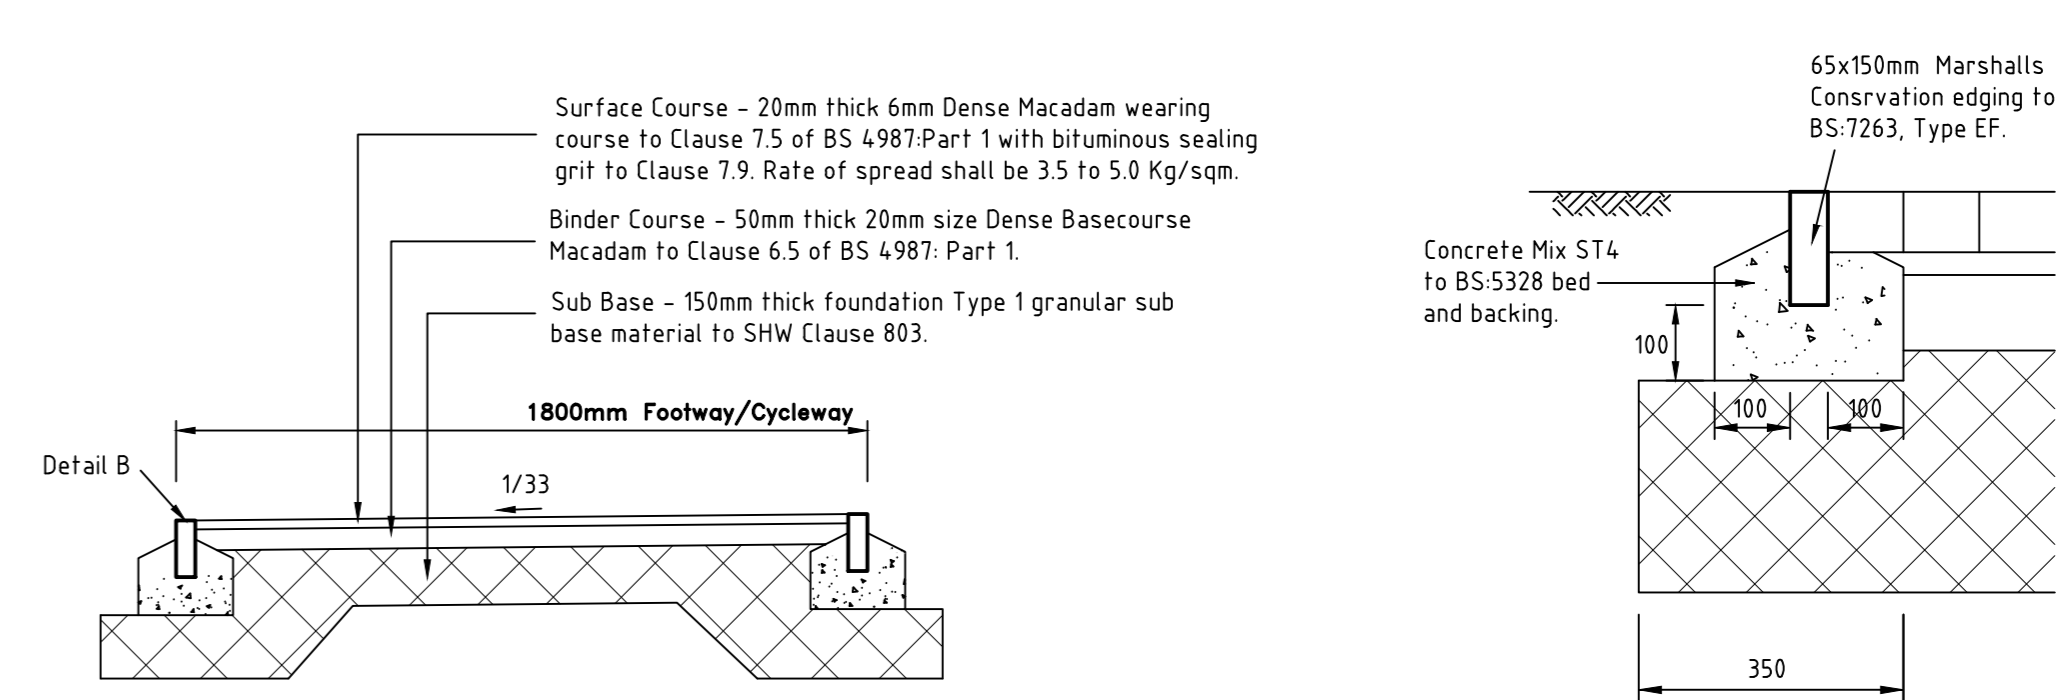 Surface Course - 20mm thick 6mm Dense Macadam wearing
course to Clause 7.5 of BS 4987:Part 1 with bituminous sealing
grit to Clause 7.9. Rate of spread shall be 3.5 to 5.0 Kg/sqm.
Binder Course - 50mm thick 20mm size Dense Basecourse
Macadam to Clause 6.5 of BS 4987: Part 1.
Sub Base - 150mm thick foundation Type 1 granular sub
base material to SHW Clause 803.
1800mm Footway/Cycleway
Detail B
1/33
65x150mm Marshalls
Consrvation edging to
BS:7263, Type EF.
Concrete Mix ST4
to BS:5328 bed
and backing.
100
100
100
350